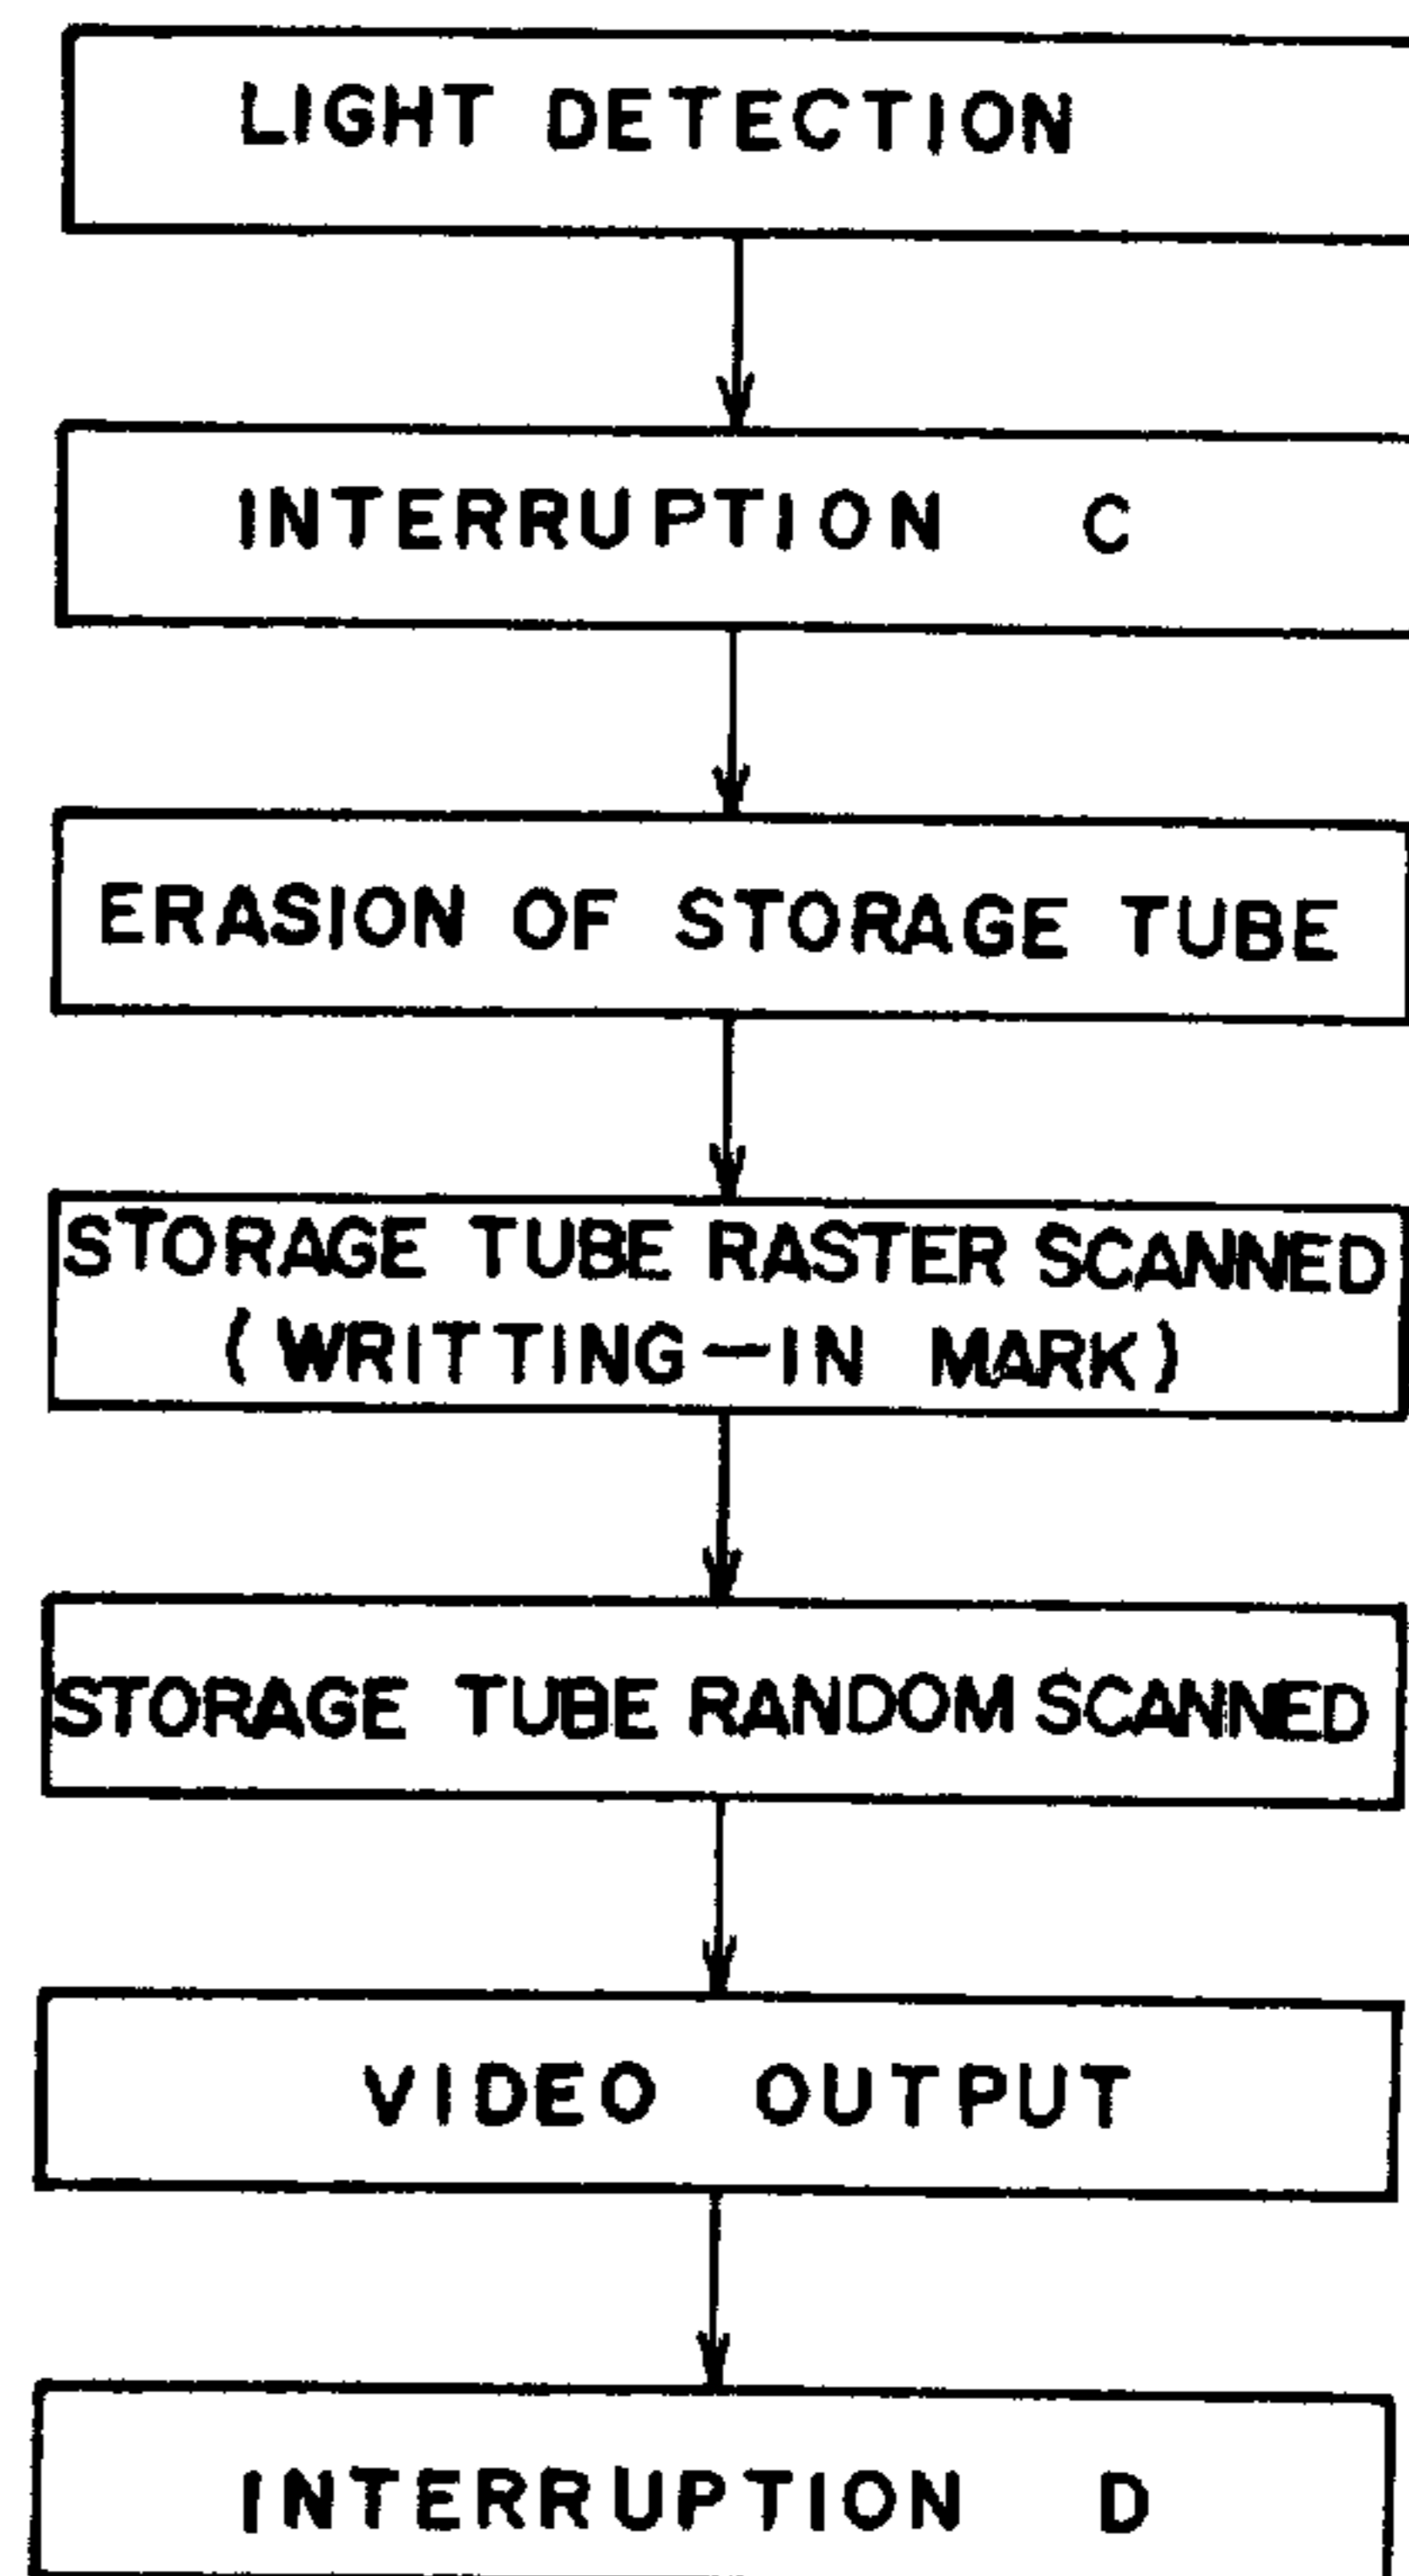 LIGHT DETECTION
INTERRUPTION C
ERASION OF STORAGE TUBE
STORAGE TUBE RASTER SCANNED
(WRITTING-IN MARK)
STORAGE TUBE RANDOM SCANNED
VIDEO OUTPUT
INTERRUPTION D